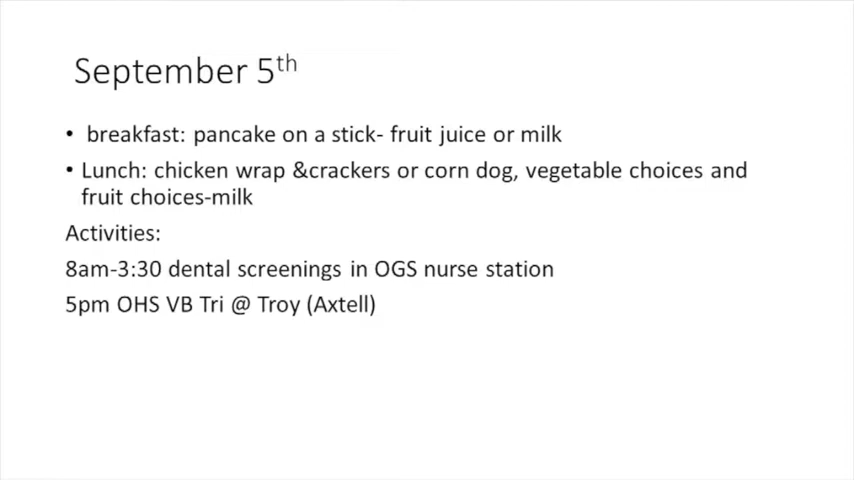 September 5th
• breakfast: pancake on a stick- fruit juice or milk
• Lunch: chicken wrap &crackers or corn dog, vegetable choices and
fruit choices-milk
Activities:
8am-3:30 dental screenings in OGS nurse station
5pm OHS VB Tri @ Troy (Axtell)